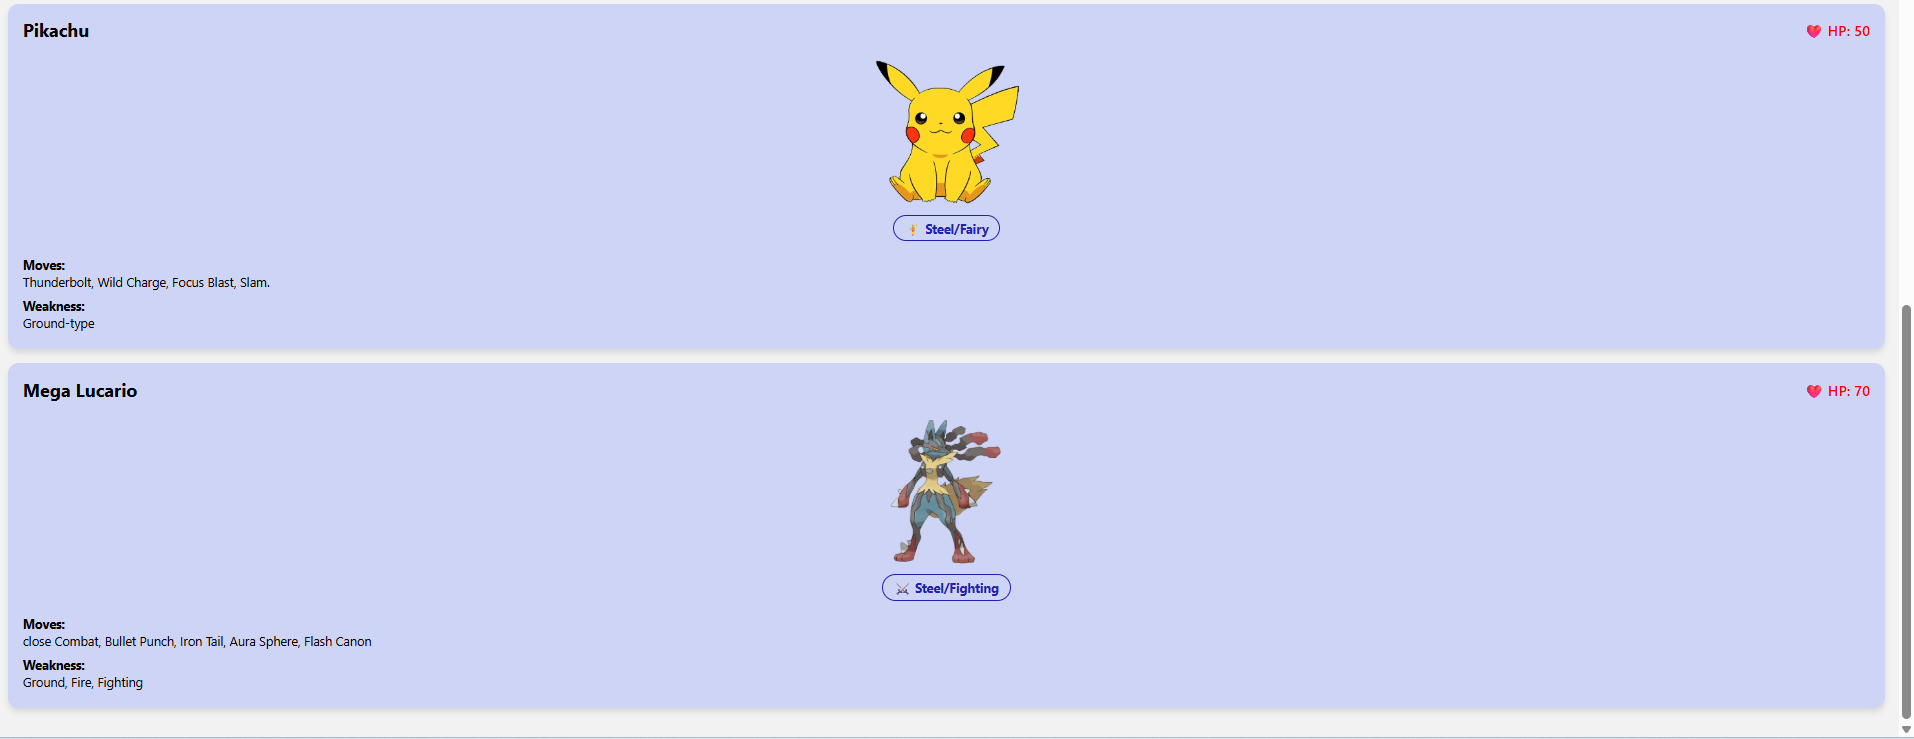 Pikachu
HP: 50
Steel/Fairy
Moves:
Thunderbolt, Wild Charge, Focus Blast, Slam.
Weakness:
Ground-type
Mega Lucario
HP: 70
Steel/Fighting
Moves:
close Combat, Bullet Punch, Iron Tail, Aura Sphere, Flash Canon
Weakness:
Ground, Fire, Fighting